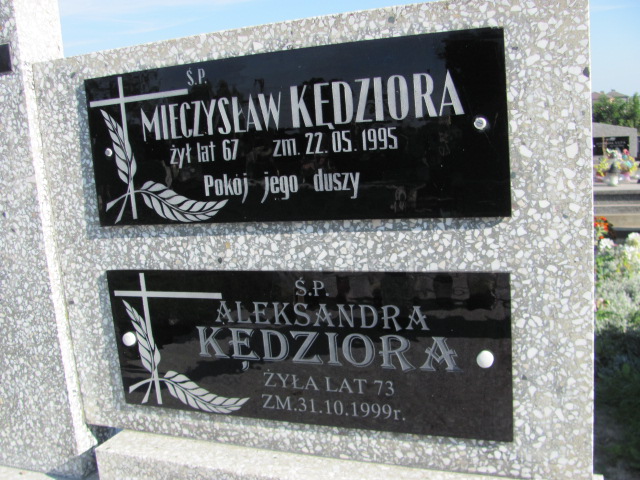 Ś.P.
MIECZYSŁAW KĘDZIORA
żył lat 67 zm. 22.05.1995
Pokój jego duszy
Ś.P.
ALEKSANDRA
KĘDZIORA
ŻYŁA LAT 73
ZM.31.10.1999r.